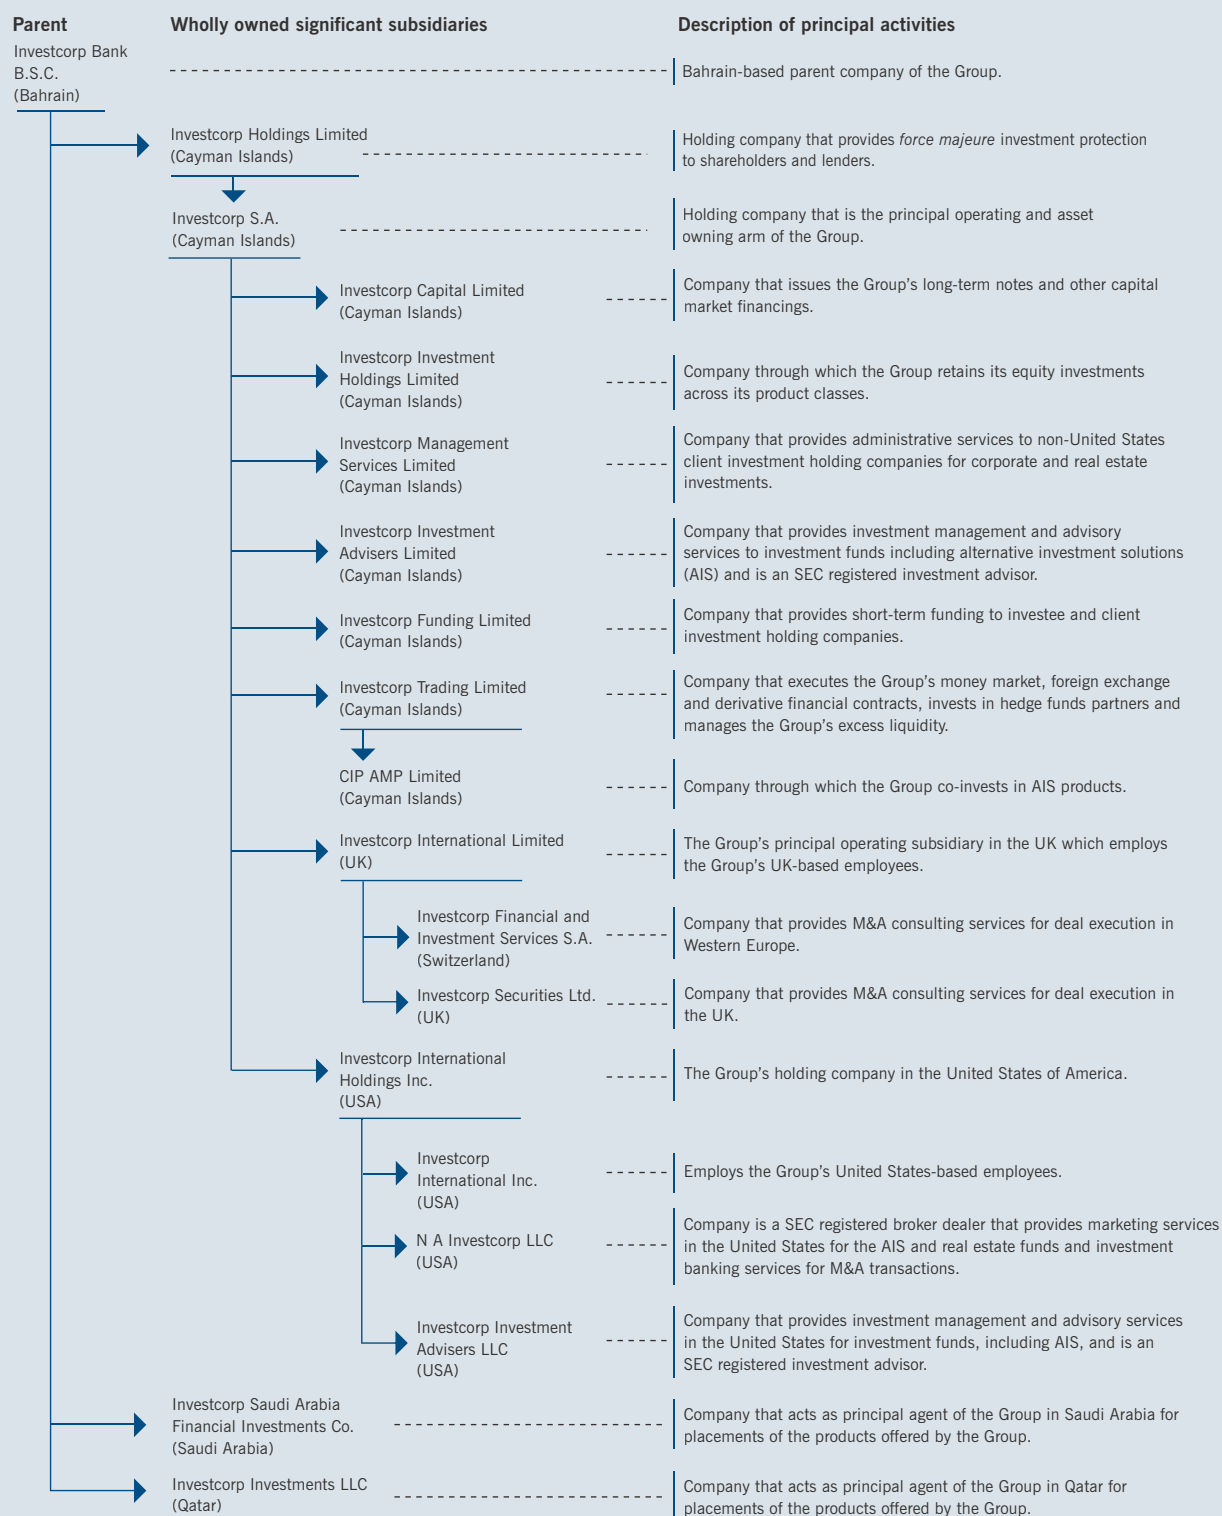 Parent
Wholly owned significant subsidiaries
Description of principal activities
Investcorp Bank
B.S.C.
(Bahrain)
Bahrain-based parent company of the Group.
Investcorp Holdings Limited
(Cayman Islands)
Holding company that provides force majeure investment protection
to shareholders and lenders.
Investcorp S.A.
(Cayman Islands)
Holding company that is the principal operating and asset
owning arm of the Group.
Investcorp Capital Limited
(Cayman Islands)
Company that issues the Group’s long-term notes and other capital
market financings.
Investcorp Investment
Holdings Limited
(Cayman Islands)
Company through which the Group retains its equity investments
across its product classes.
Investcorp Management
Services Limited
(Cayman Islands)
Company that provides administrative services to non-United States
client investment holding companies for corporate and real estate
investments.
Investcorp Investment
Advisers Limited
(Cayman Islands)
Company that provides investment management and advisory
services to investment funds including alternative investment solutions
(AIS) and is an SEC registered investment advisor.
Investcorp Funding Limited
(Cayman Islands)
Company that provides short-term funding to investee and client
investment holding companies.
Investcorp Trading Limited
(Cayman Islands)
Company that executes the Group’s money market, foreign exchange
and derivative financial contracts, invests in hedge funds partners and
manages the Group’s excess liquidity.
CIP AMP Limited
(Cayman Islands)
Company through which the Group co-invests in AIS products.
Investcorp International Limited
(UK)
The Group’s principal operating subsidiary in the UK which employs
the Group’s UK-based employees.
Investcorp Financial and
Investment Services S.A.
(Switzerland)
Company that provides M&A consulting services for deal execution in
Western Europe.
Investcorp Securities Ltd.
(UK)
Company that provides M&A consulting services for deal execution in
the UK.
Investcorp International
Holdings Inc.
(USA)
The Group’s holding company in the United States of America.
Investcorp
International Inc.
(USA)
Employs the Group’s United States-based employees.
N A Investcorp LLC
(USA)
Company is a SEC registered broker dealer that provides marketing services
in the United States for the AIS and real estate funds and investment
banking services for M&A transactions.
Investcorp Investment
Advisers LLC
(USA)
Company that provides investment management and advisory services
in the United States for investment funds, including AIS, and is an
SEC registered investment advisor.
Investcorp Saudi Arabia
Financial Investments Co.
(Saudi Arabia)
Company that acts as principal agent of the Group in Saudi Arabia for
placements of the products offered by the Group.
Investcorp Investments LLC
(Qatar)
Company that acts as principal agent of the Group in Qatar for
placements of the products offered by the Group.